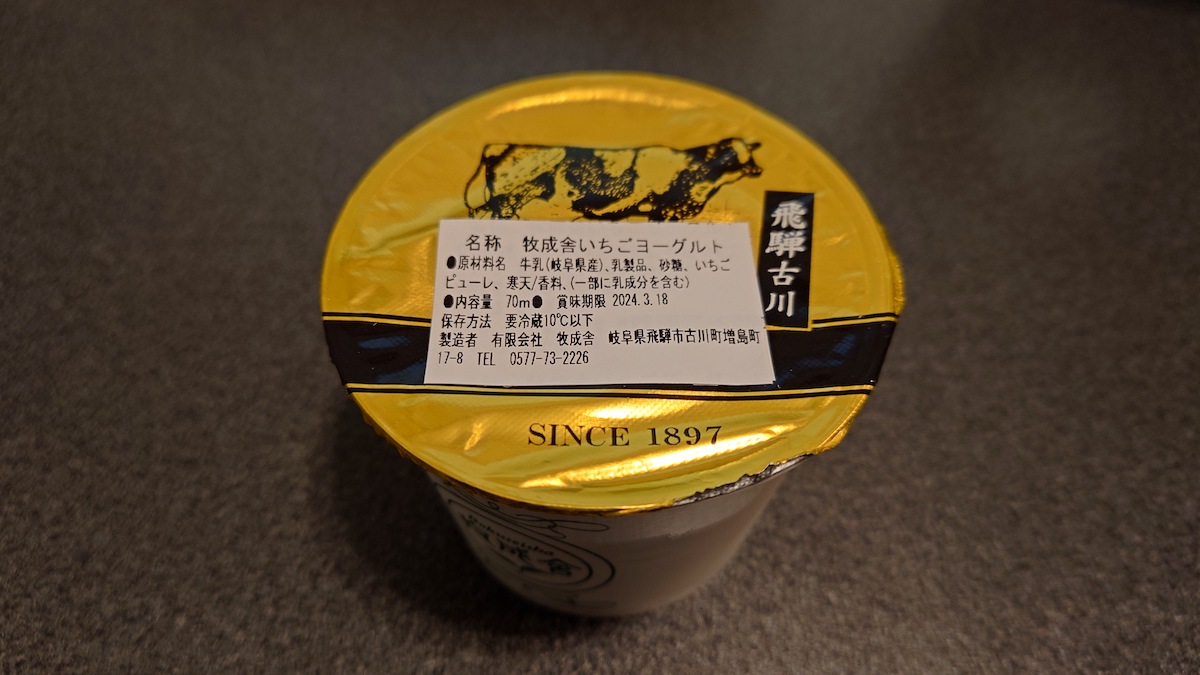 飛騨古川
名称 牧成舎いちごヨーグルト
●原材料名 牛乳(岐阜県産)、乳製品、砂糖、いちご
ピューレ、寒天/香料、(一部に乳成分を含む)
●内容量 70m● 賞味期限 2024.3.18
保存方法 要冷蔵10℃以下
製造者 有限会社 牧成舎 岐阜県飛騨市古川町増島町
17-8 TEL 0577-73-2226
SINCE 1897
Bokuseisha
牧成舎